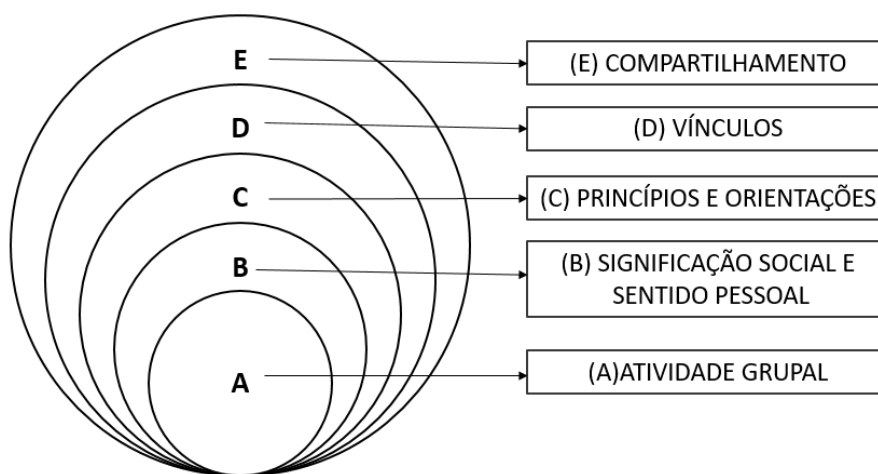 E
(E) COMPARTILHAMENTO
D
(D) VÍNCULOS
C
(C) PRINCÍPIOS E ORIENTAÇÕES
B
(B) SIGNIFICAÇÃO SOCIAL E
SENTIDO PESSOAL
A
(A)ATIVIDADE GRUPAL